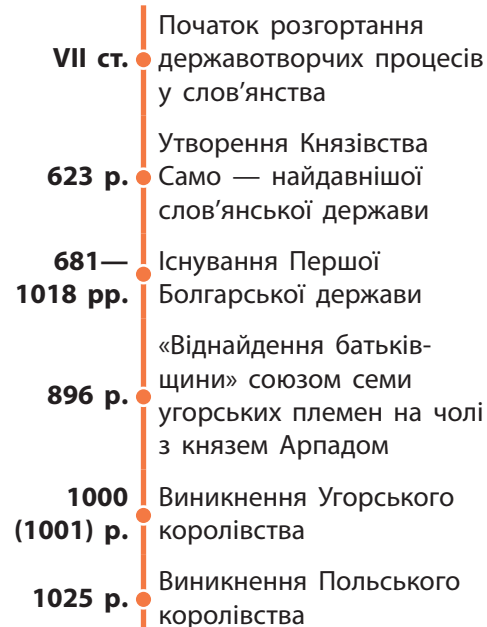 Початок розгортання
VII ст. державотворчих процесів
у слов’янства
Утворення Князівства
623 р. Само — найдавнішої
слов’янської держави
681— Існування Першої
1018 рр. Болгарської держави
«Віднайдення батьків-
щини» союзом семи
896 р. угорських племен на чолі
з князем Арпадом
1000 Виникнення Угорського
(1001) р. королівства
Виникнення Польського
1025 р. королівства